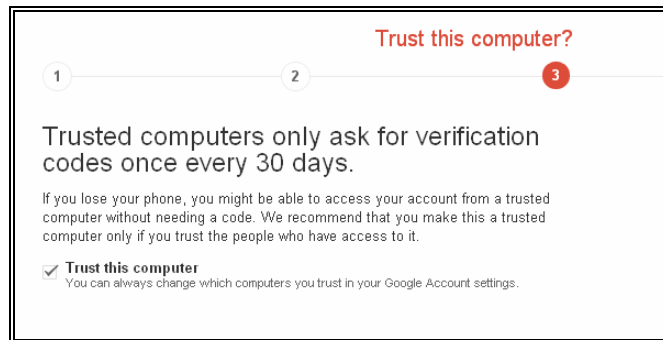 Trust this computer?
1 2 3
Trusted computers only ask for verification
codes once every 30 days.
If you lose your phone, you might be able to access your account from a trusted
computer without needing a code. We recommend that you make this a trusted
computer only if you trust the people who have access to it.
Trust this computer
You can always change which computers you trust in your Google Account settings.